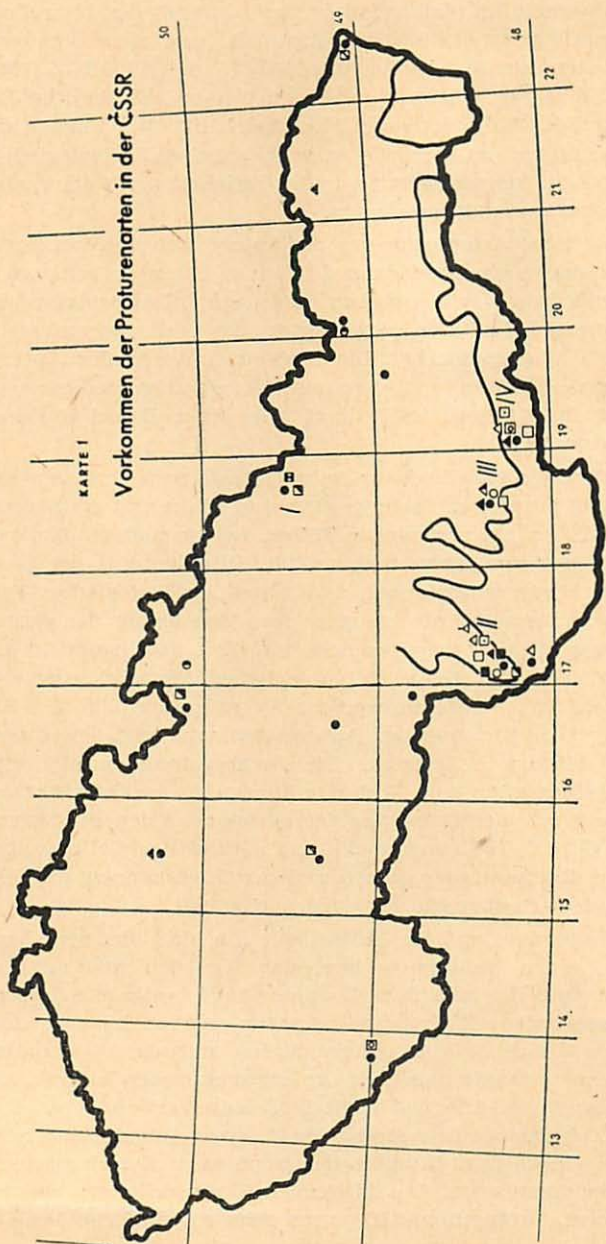 KARTE 1
Vorkommen der Proturenarten in der ČSSR
50
49
48
I
II
III
IV
13
14
15
16
17
18
19
20
21
22